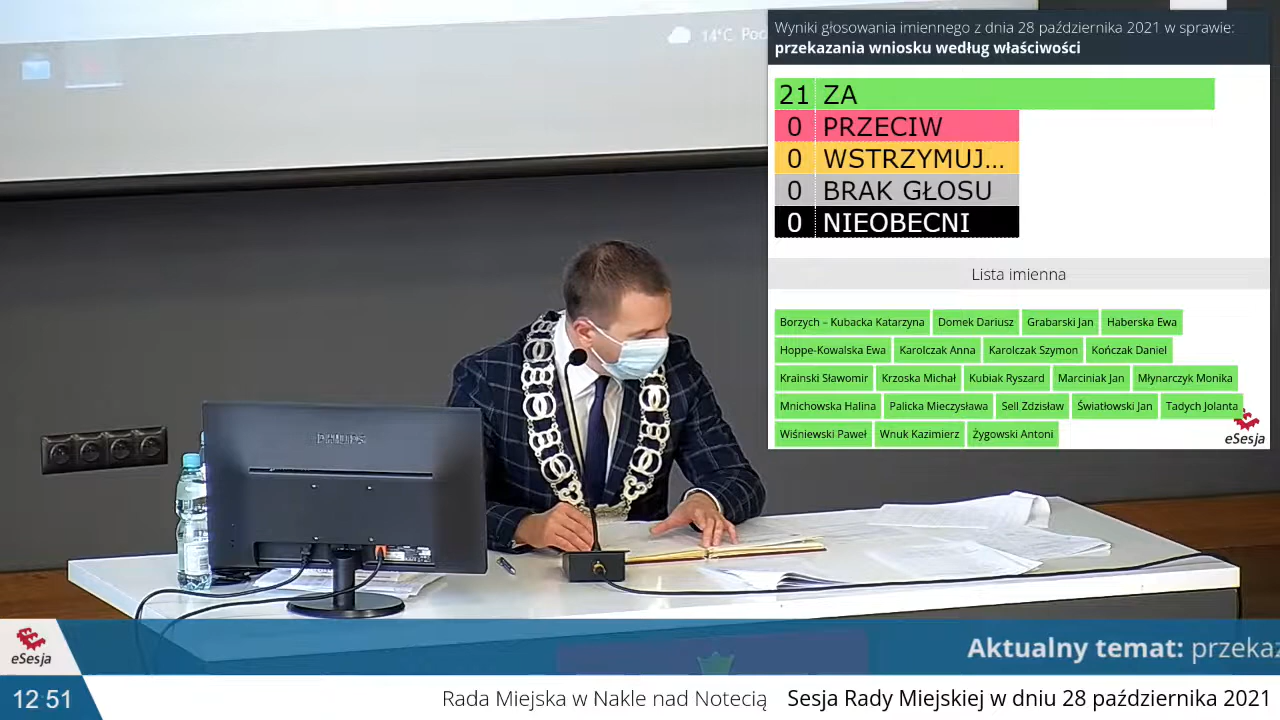 14°C
Wyniki głosowania imiennego z dnia 28 października 2021 w sprawie:
przekazania wniosku według właściwości
21 ZA
0 PRZECIW
0 WSTRZYMUJ...
0 BRAK GŁOSU
0 NIEOBECNI
Lista imienna
Borzych – Kubacka Katarzyna Domek Dariusz Grabarski Jan Haberska Ewa
Hoppe-Kowalska Ewa Karolczak Anna Karolczak Szymon Kończak Daniel
Krainski Sławomir Krzoska Michał Kubiak Ryszard Marciniak Jan Młynarczyk Monika
Mnichowska Halina Palicka Mieczysława Sell Zdzisław Światłowski Jan Tadych Jolanta
Wiśniewski Paweł Wnuk Kazimierz Żygowski Antoni
eSesja
PHILIPS
eSesja
Aktualny temat: przekaz
12 51
Rada Miejska w Nakle nad Notecią Sesja Rady Miejskiej w dniu 28 października 2021